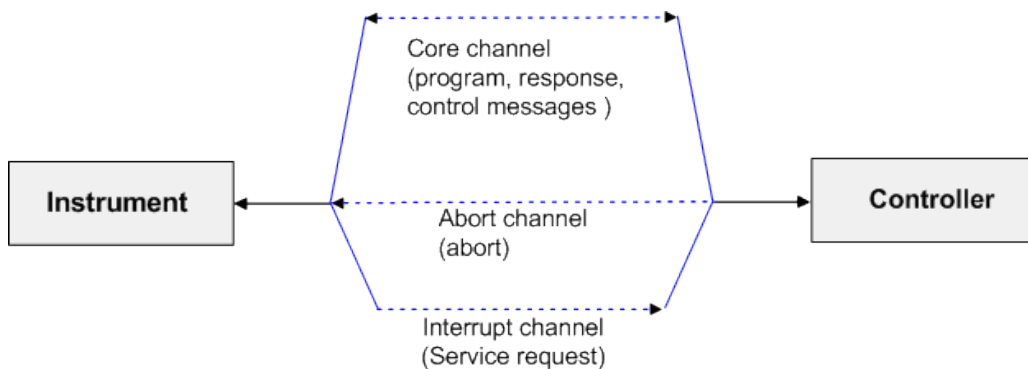 Core channel
(program, response,
control messages )
Instrument
Controller
Abort channel
(abort)
Interrupt channel
(Service request)